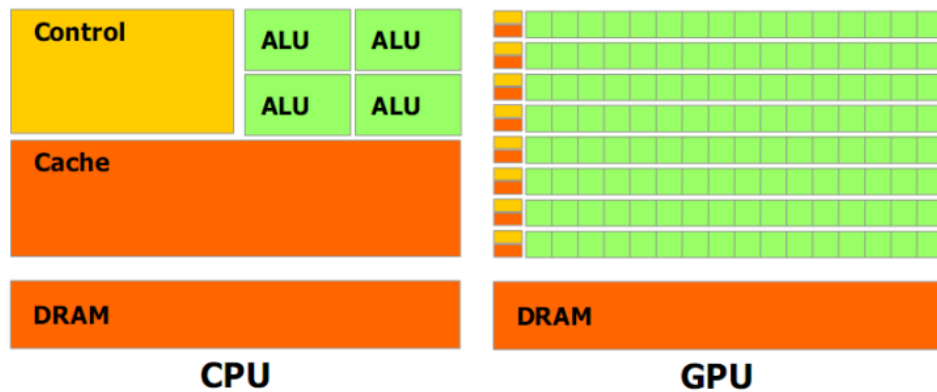 Control
ALU ALU
ALU ALU
Cache
DRAM
CPU
DRAM
GPU